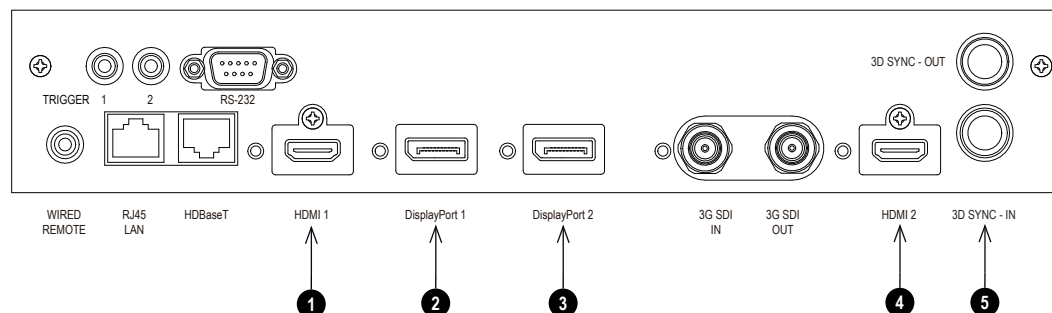 3D SYNC - OUT
TRIGGER 1 2 RS-232
WIRED REMOTE
RJ45 LAN
HDBaseT
HDMI 1
DisplayPort 1
DisplayPort 2
3G SDI IN
3G SDI OUT
HDMI 2
3D SYNC - IN
1 2 3 4 5